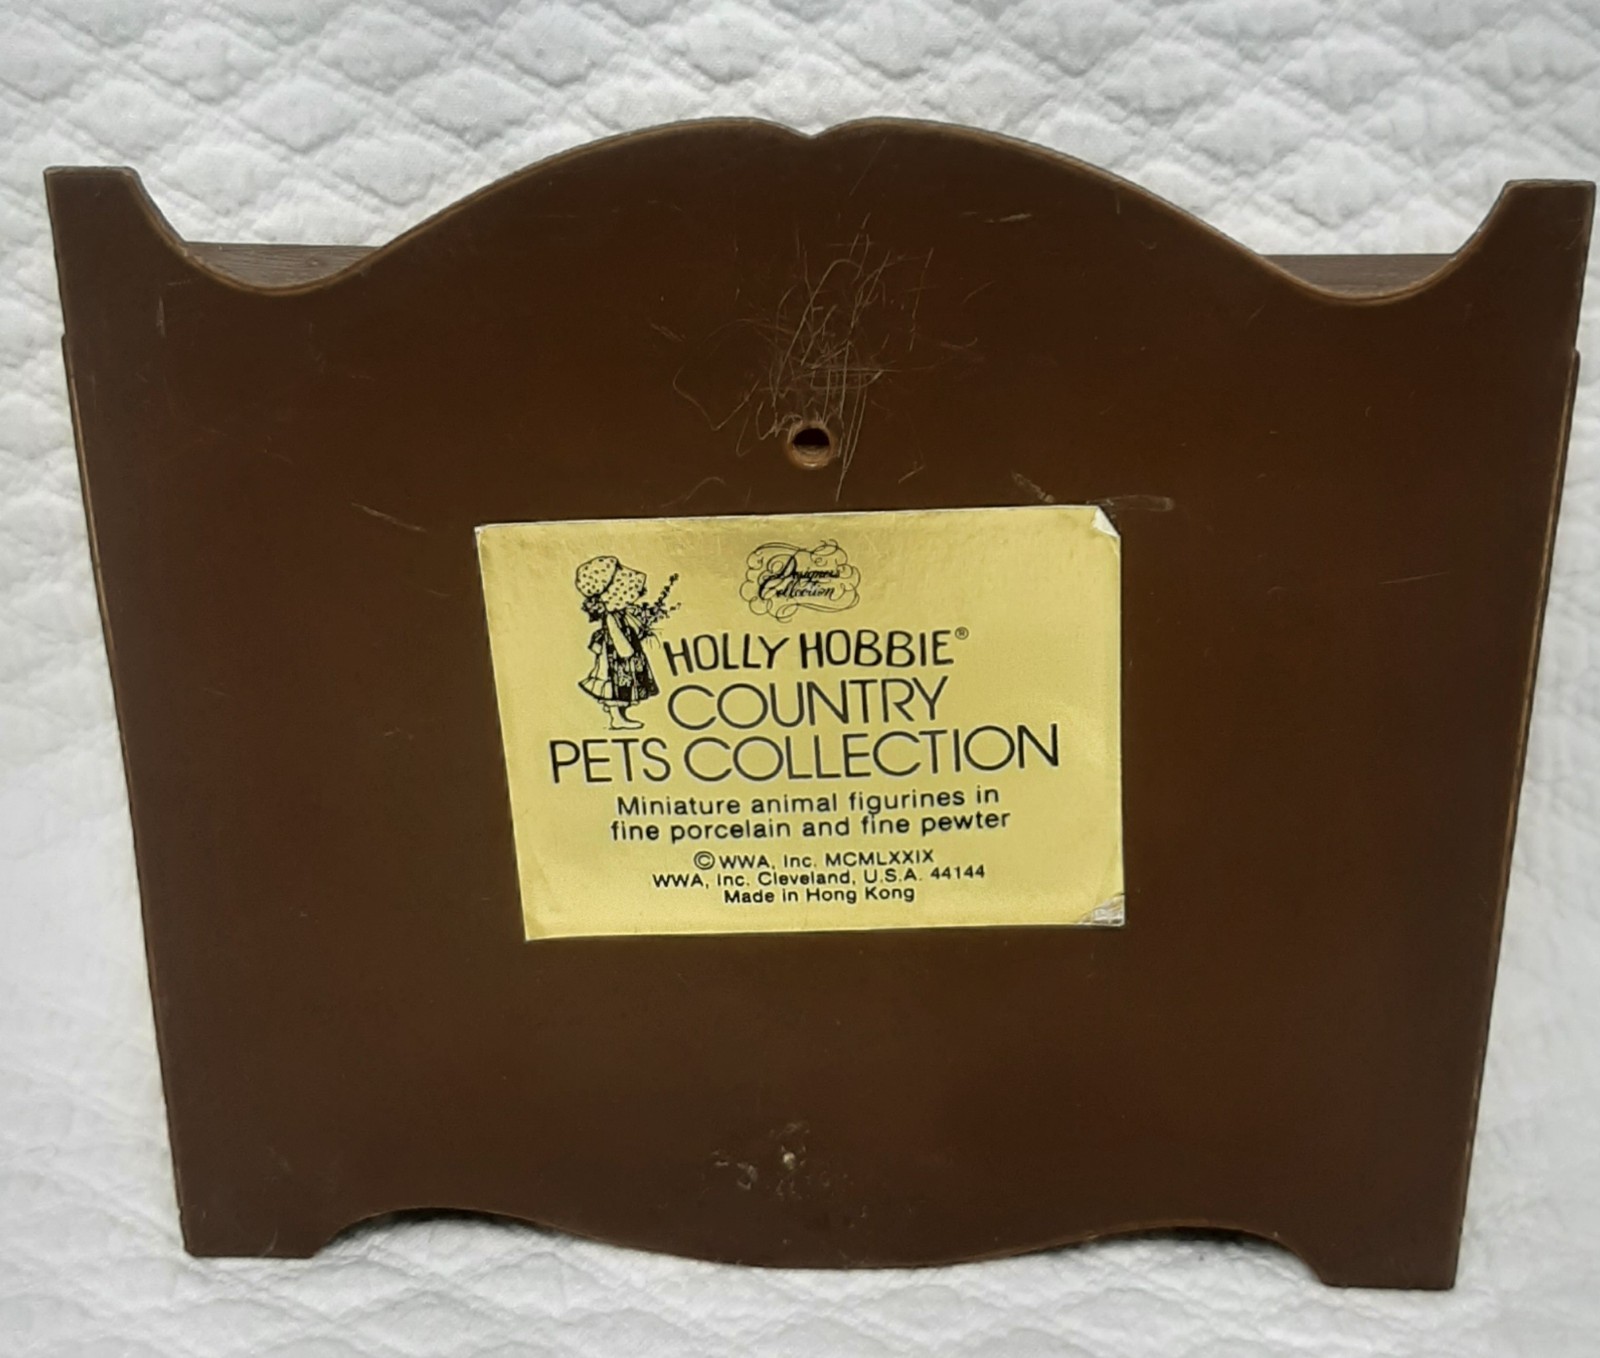 Designers
Collection
HOLLY HOBBIE®
COUNTRY
PETS COLLECTION
Miniature animal figurines in
fine porcelain and fine pewter
©WWA, Inc. MCMLXXIX
WWA, Inc. Cleveland, U.S.A. 44144
Made in Hong Kong